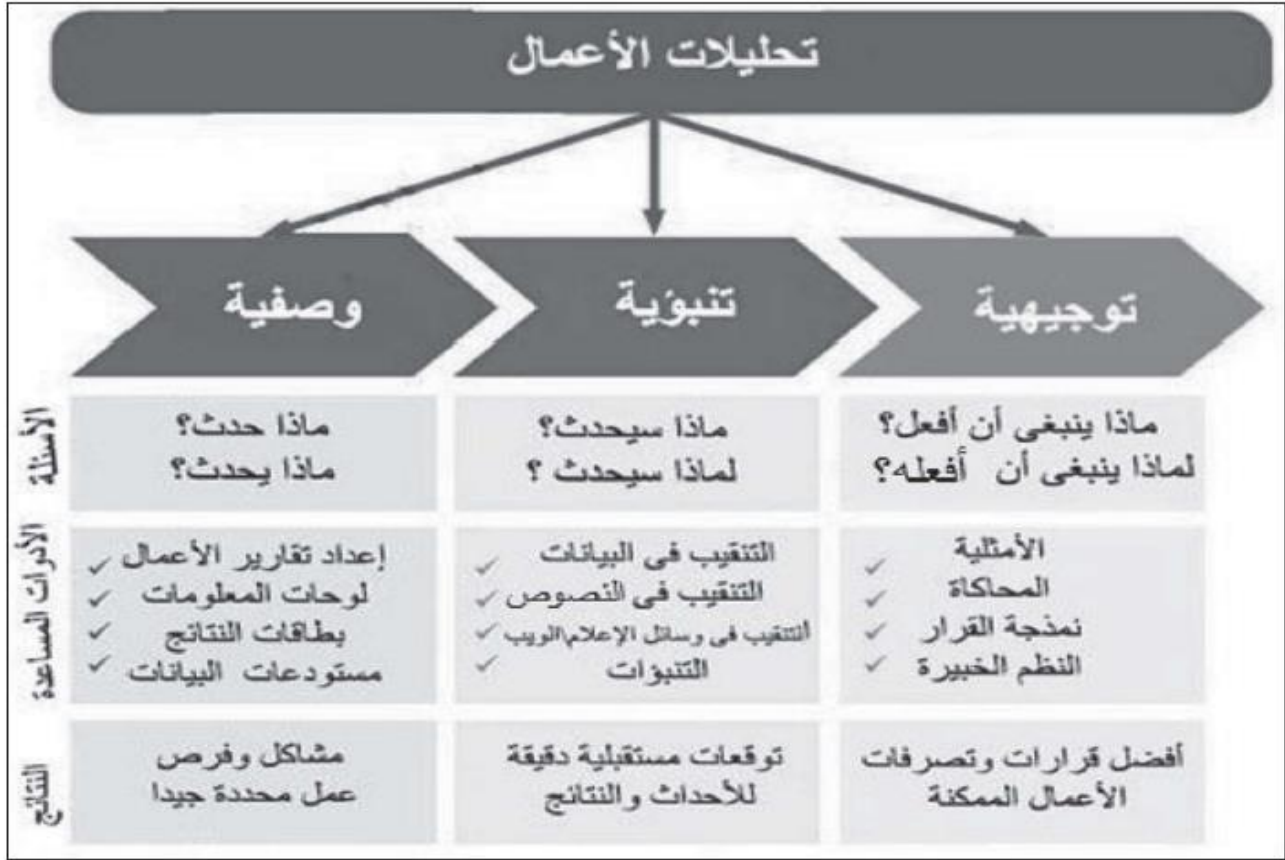 تحليلات الأعمال
وصفية
تنبؤية
توجيهية
الأسئلة
ماذا حدث؟
ماذا يحدث؟
ماذا سيحدث؟
لماذا سيحدث ؟
ماذا ينبغى أن أفعل؟
لماذا ينبغى أن أفعله؟
الأدرات المساعدة
إعداد تقارير الأعمال
لوحات المعلومات
بطاقات النتائج
مستودعات البيانات
التنقيب فى البيانات
التنقيب فى النصوص
التنقيب فى وسائل الإعلام\الويب
التنبؤات
الأمثلية
المحاكاة
نمذجة القرار
النظم الخبيرة
النتائج
مشاكل وفرص
عمل محددة جيدا
توقعات مستقبلية دقيقة
للأحداث والنتائج
أفضل قرارات وتصرفات
الأعمال الممكنة